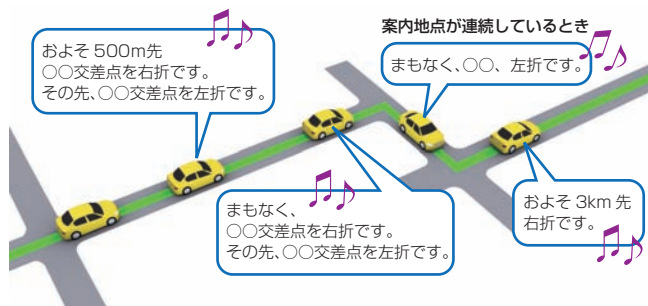 案内地点が連続しているとき
およそ 500m先
○○交差点を右折です。
その先、○○交差点を左折です。
まもなく、
○○交差点を右折です。
その先、○○交差点を左折です。
まもなく、○○、左折です。
およそ 3km 先
右折です。